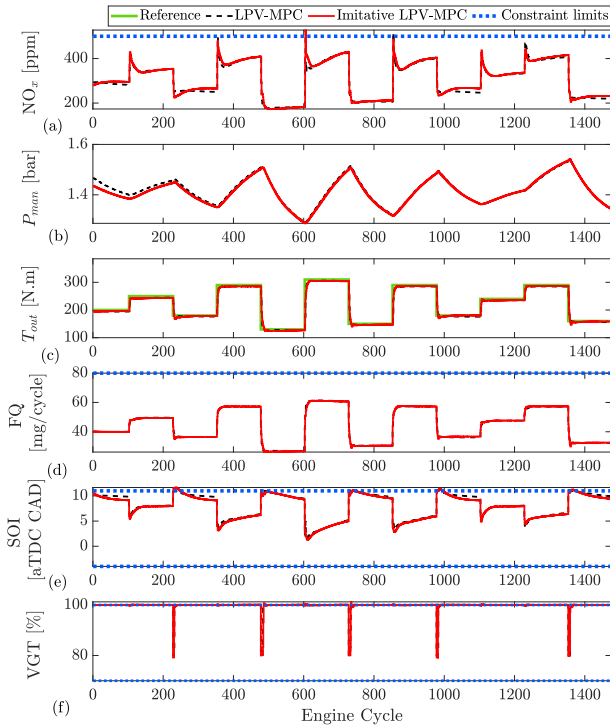 Reference LPV-MPC Imitative LPV-MPC Constraint limits
NOx [ppm]
400
200
(a)
0 200 400 600 800 1000 1200 1400
Pman [bar]
1.6
1.4
(b)
0 200 400 600 800 1000 1200 1400
Tout [N.m]
300
200
100
(c)
0 200 400 600 800 1000 1200 1400
FQ
[mg/cycle]
80
60
40
(d)
0 200 400 600 800 1000 1200 1400
SOI
[aTDC CAD]
10
5
0
(e)
0 200 400 600 800 1000 1200 1400
VGT [%]
100
80
(f)
0 200 400 600 800 1000 1200 1400
Engine Cycle